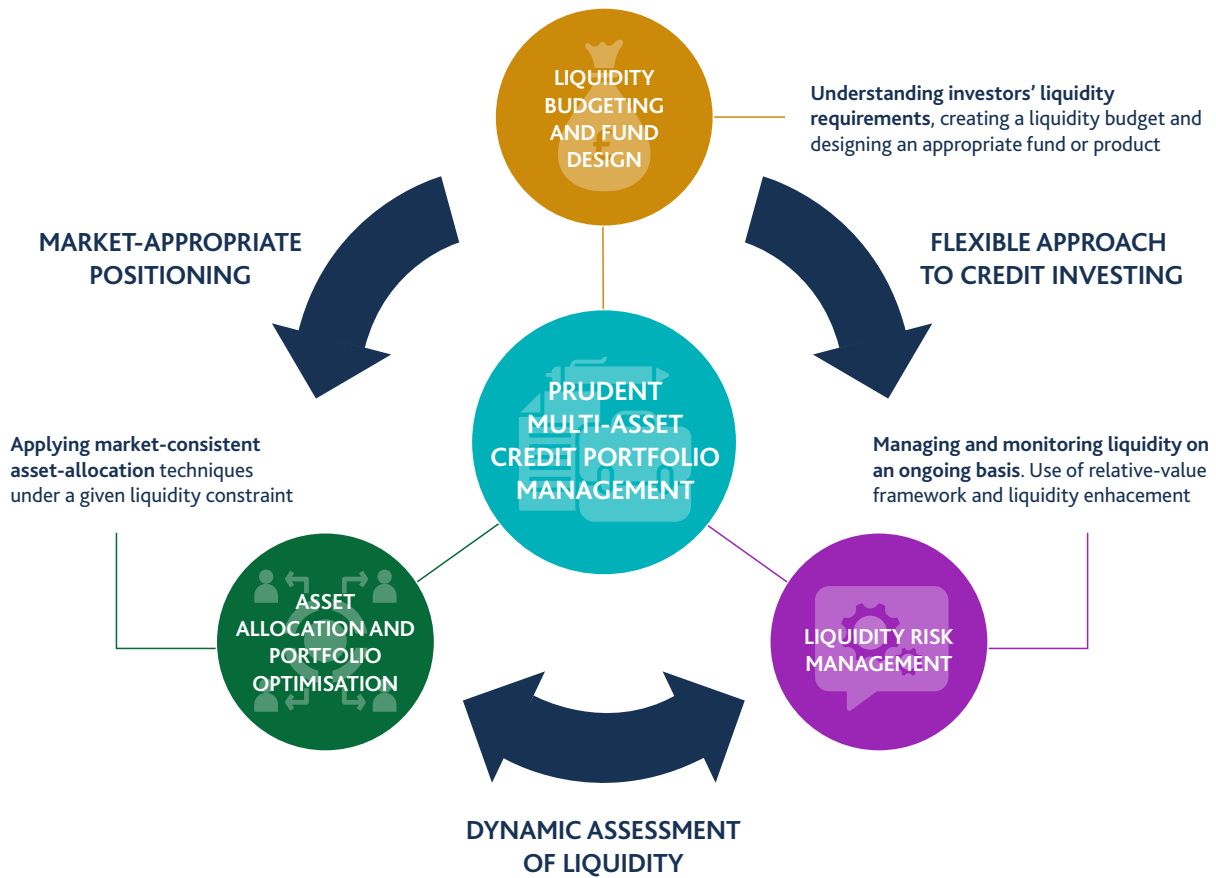 LIQUIDITY
BUDGETING
AND FUND
DESIGN
Understanding investors’ liquidity
requirements, creating a liquidity budget and
designing an appropriate fund or product
MARKET-APPROPRIATE
POSITIONING
FLEXIBLE APPROACH
TO CREDIT INVESTING
PRUDENT
MULTI-ASSET
CREDIT PORTFOLIO
MANAGEMENT
Applying market-consistent
asset-allocation techniques
under a given liquidity constraint
Managing and monitoring liquidity on
an ongoing basis. Use of relative-value
framework and liquidity enhacement
ASSET
ALLOCATION AND
PORTFOLIO
OPTIMISATION
LIQUIDITY RISK
MANAGEMENT
DYNAMIC ASSESSMENT
OF LIQUIDITY